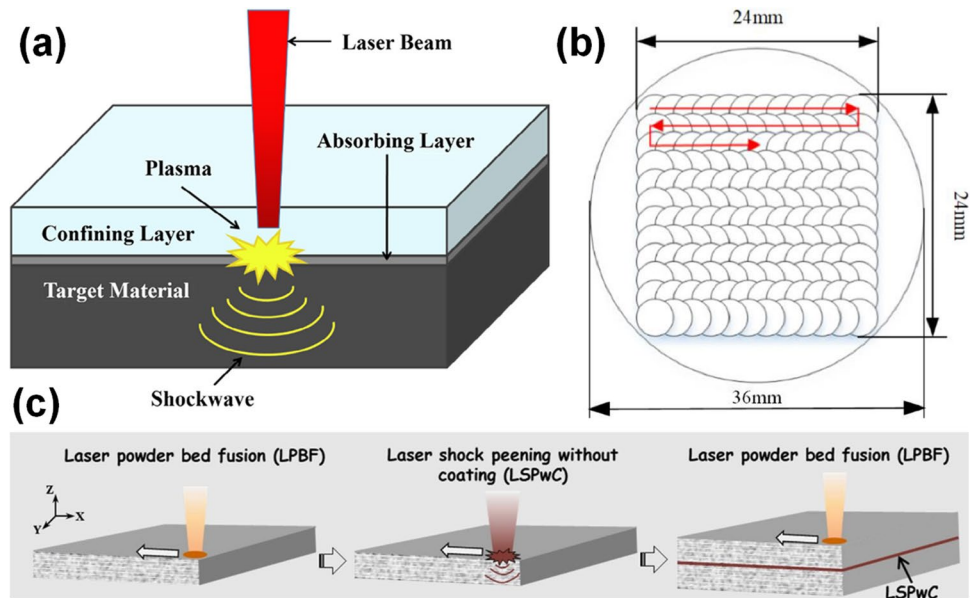 (a)
Laser Beam
Absorbing Layer
Plasma
Confining Layer
Target Material
Shockwave
(b)
24mm
24mm
36mm
(c)
Laser powder bed fusion (LPBF)
Laser shock peening without
coating (LSPwC)
Laser powder bed fusion (LPBF)
Z
X
Y
LSPwC